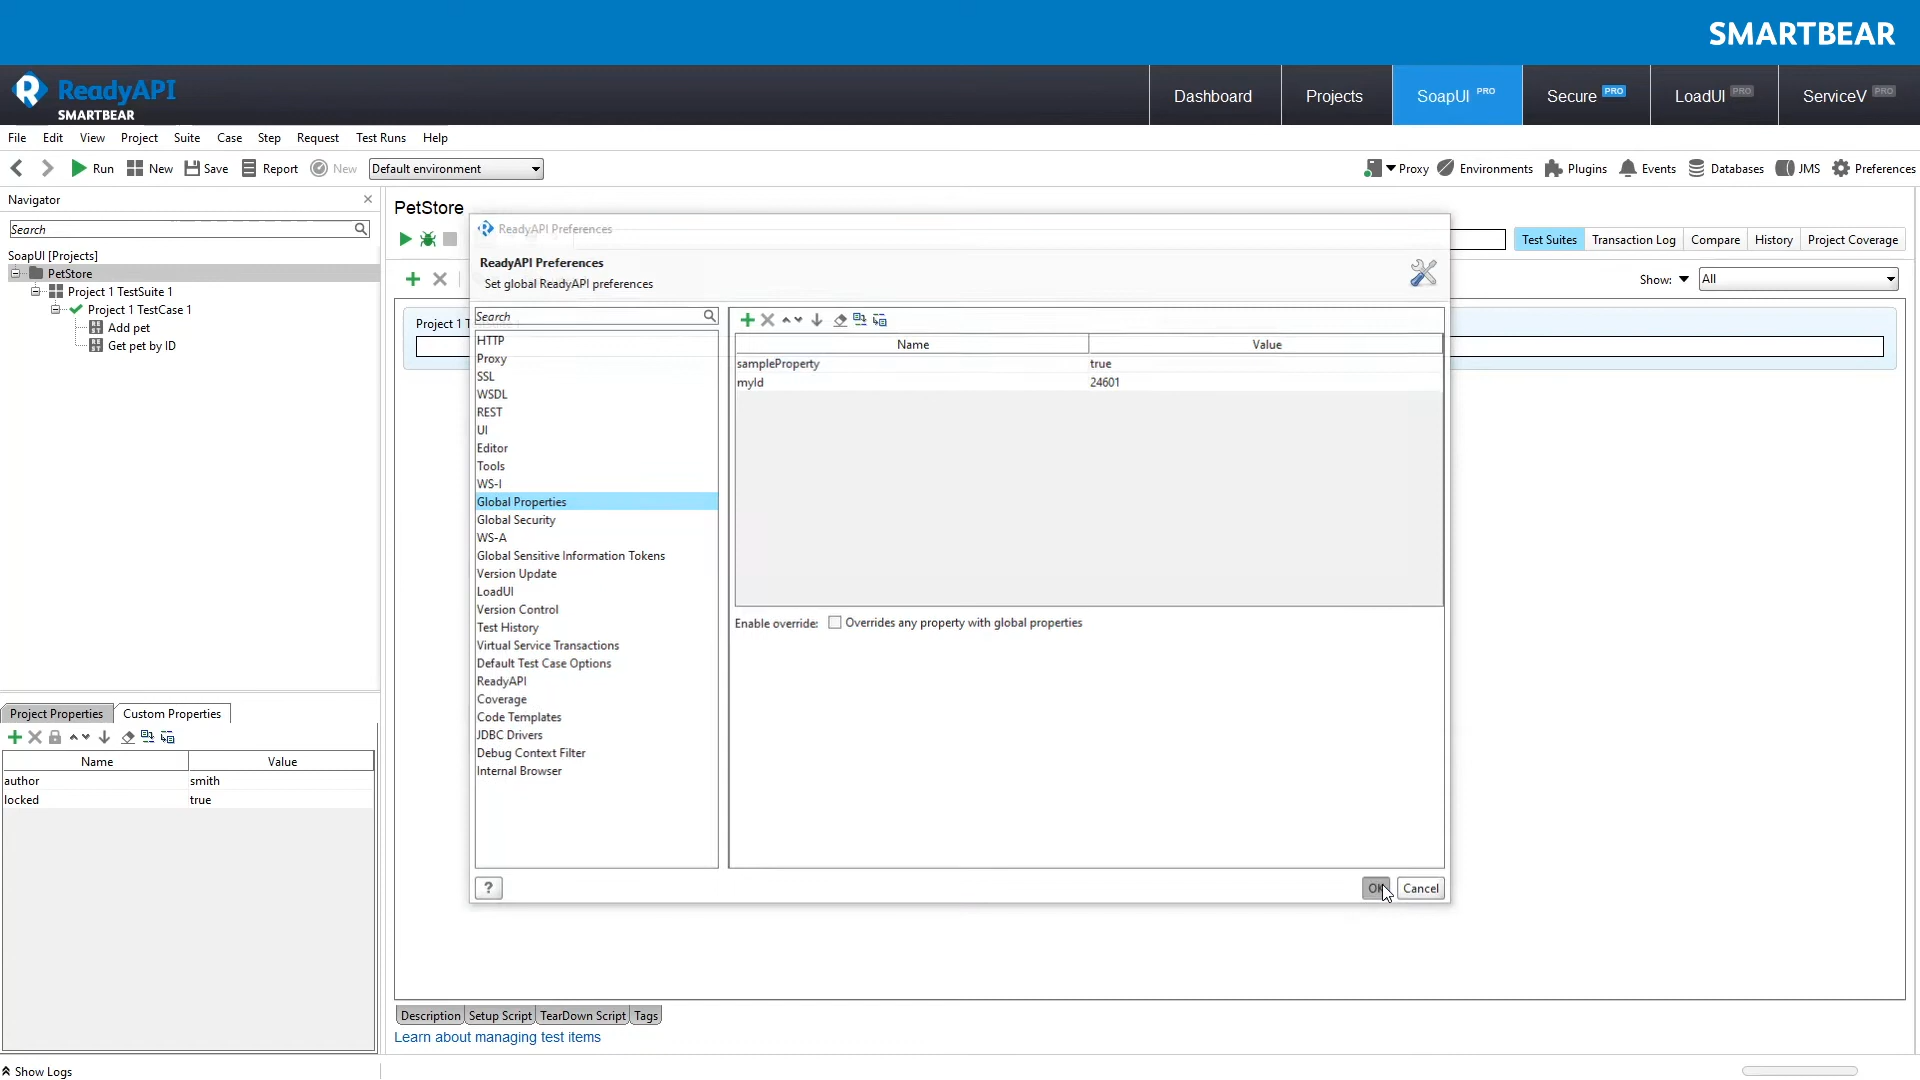 SMARTBEAR
ReadyAPI
SMARTBEAR
Dashboard
Projects
SoapUI PRO
Secure PRO
LoadUI PRO
ServiceV PRO
File Edit View Project Suite Case Step Request Test Runs Help
Run New Save Report New Default environment Proxy Environments Plugins Events Databases JMS Preferences
Navigator
Search
SoapUI [Projects]
PetStore
Project 1 TestSuite 1
Project 1 TestCase 1
Add pet
Get pet by ID
Project Properties Custom Properties
Name Value
author smith
locked true
Show Logs
PetStore
Test Suites Transaction Log Compare History Project Coverage
Show: All
Project 1 T
ReadyAPI Preferences
ReadyAPI Preferences
Set global ReadyAPI preferences
Search
HTTP
Proxy
SSL
WSDL
REST
UI
Editor
Tools
WS-I
Global Properties
Global Security
WS-A
Global Sensitive Information Tokens
Version Update
LoadUI
Version Control
Test History
Virtual Service Transactions
Default Test Case Options
ReadyAPI
Coverage
Code Templates
JDBC Drivers
Debug Context Filter
Internal Browser
Name Value
sampleProperty true
myId 24601
Enable override: Overrides any property with global properties
?
OK Cancel
Description Setup Script TearDown Script Tags
Learn about managing test items